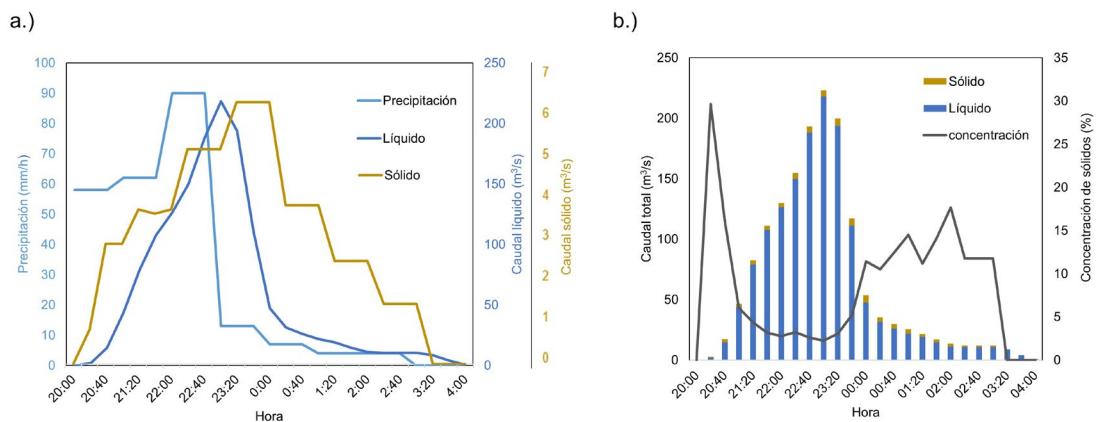 a.)
100
90
80
70
60
50
40
30
20
10
0
Precipitación (mm/h)
Precipitación
Líquido
Sólido
250
200
150
100
50
0
Caudal líquido (m³/s)
7
6
5
4
3
2
1
0
Caudal sólido (m³/s)
20:00 20:40 21:20 22:00 22:40 23:20 0:00 0:40 1:20 2:00 2:40 3:20 4:00
Hora
b.)
250
200
150
100
50
0
Caudal total (m³/s)
Sólido
Líquido
concentración
35
30
25
20
15
10
5
0
Concentración de sólidos (%)
20:00 20:40 21:20 22:00 22:40 23:20 00:00 00:40 01:20 02:00 02:40 03:20 04:00
Hora